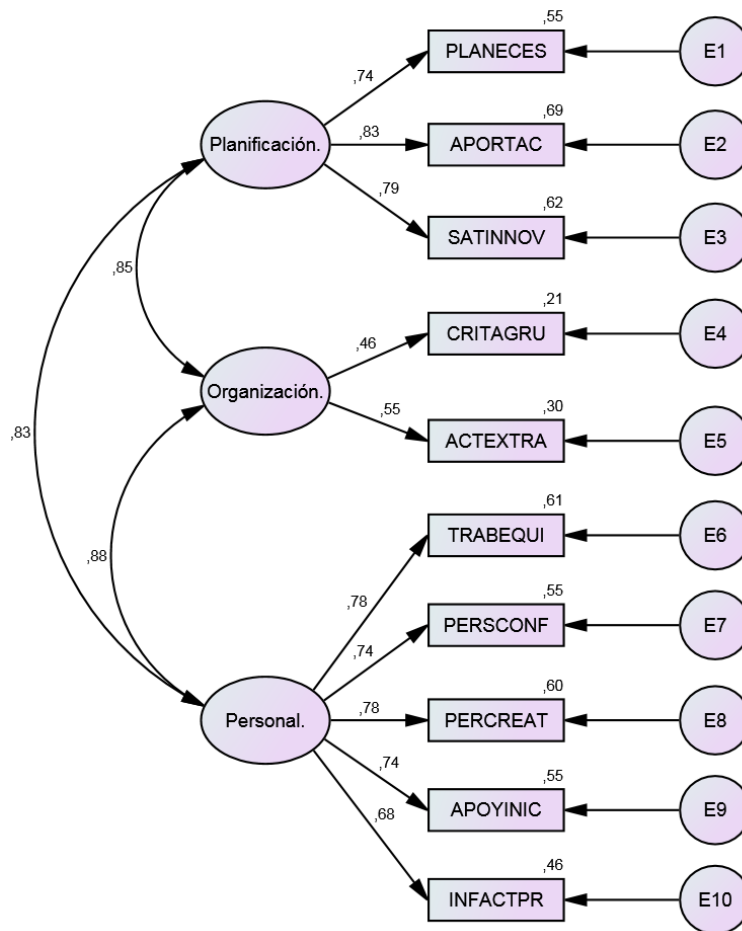 ,55
PLANECES
E1
,74
,69
Planificación.
,83
APORTAC
E2
,79
,62
SATINNOV
E3
,85
,21
,46
CRITAGRU
E4
Organización.
,55
,30
ACTEXTRA
E5
,83
,61
TRABEQUI
E6
,88
,78
,55
PERSCONF
E7
,74
,60
Personal.
,78
PERCREAT
E8
,74
,55
APOYINIC
E9
,68
,46
INFACTPR
E10